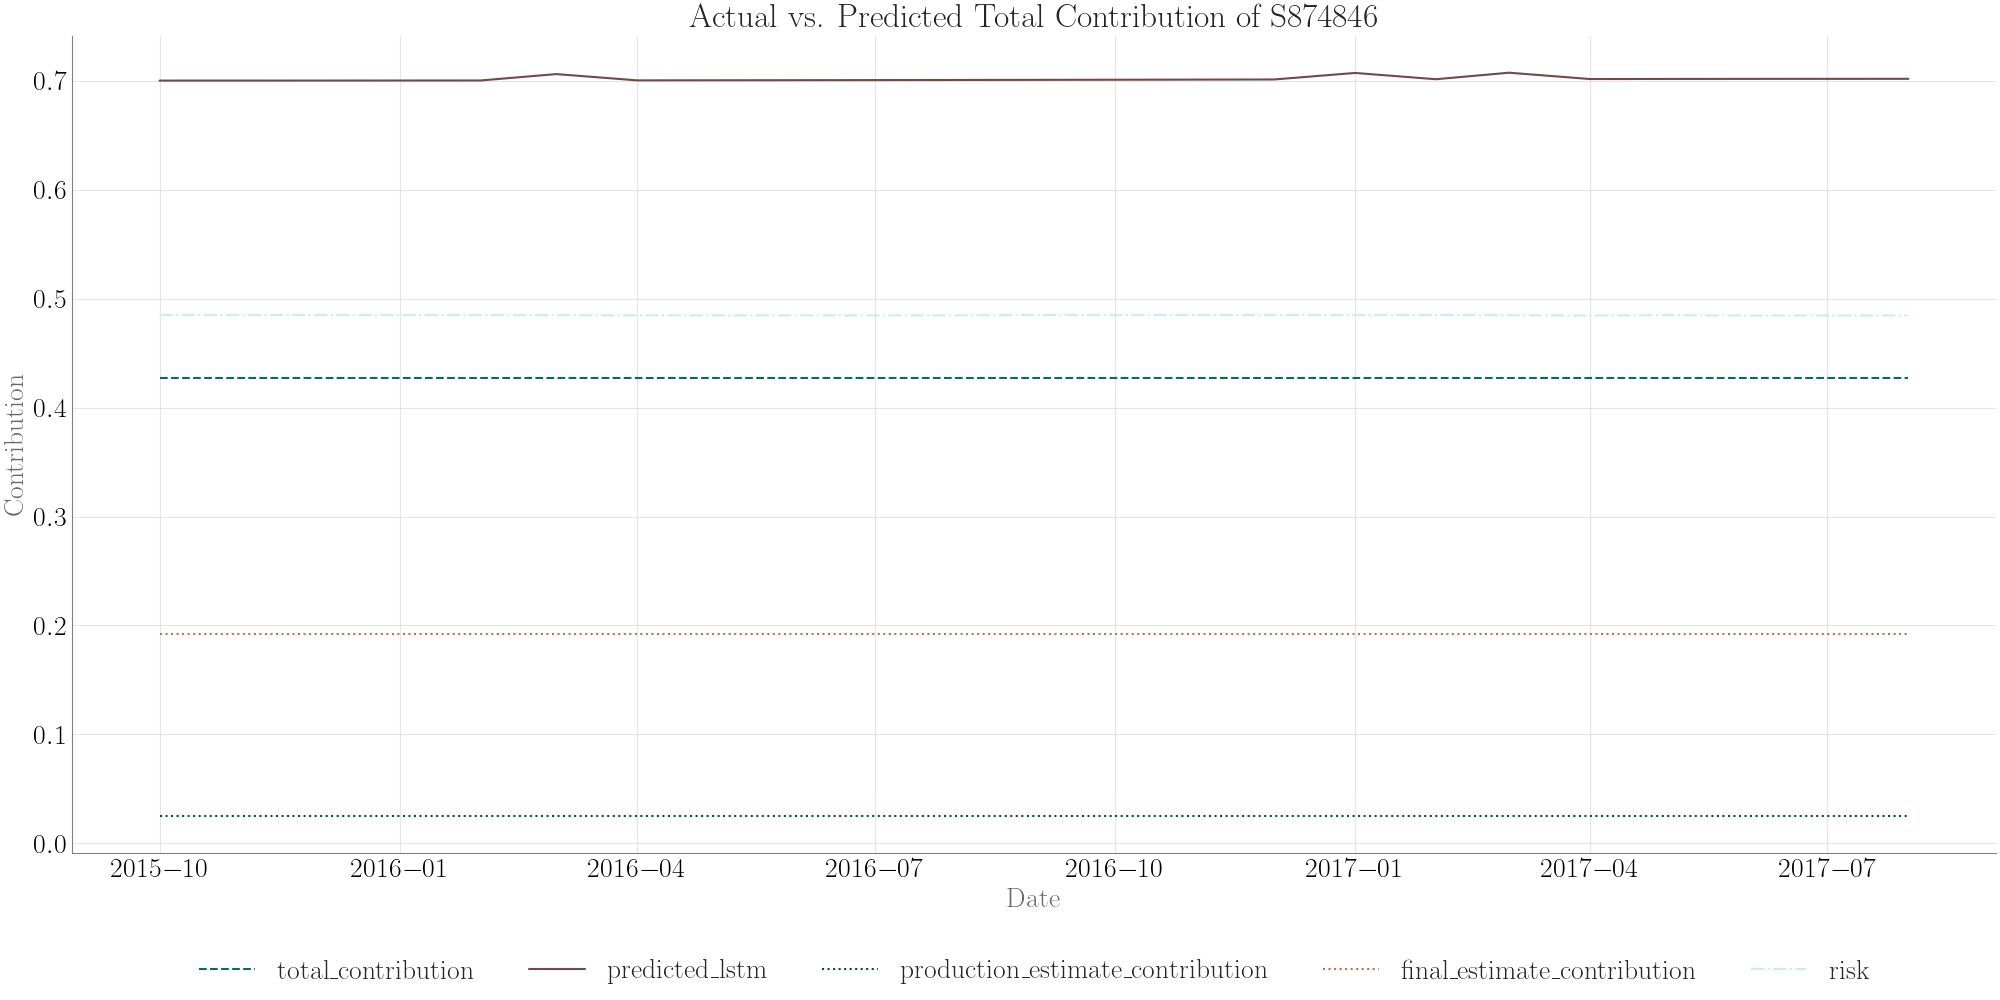 Actual vs. Predicted Total Contribution of S874846
0.7
0.6
0.5
0.4
0.3
0.2
0.1
0.0
Contribution
2015−10 2016−01 2016−04 2016−07 2016−10 2017−01 2017−04 2017−07
Date
total_contribution predicted_lstm production_estimate_contribution final_estimate_contribution risk